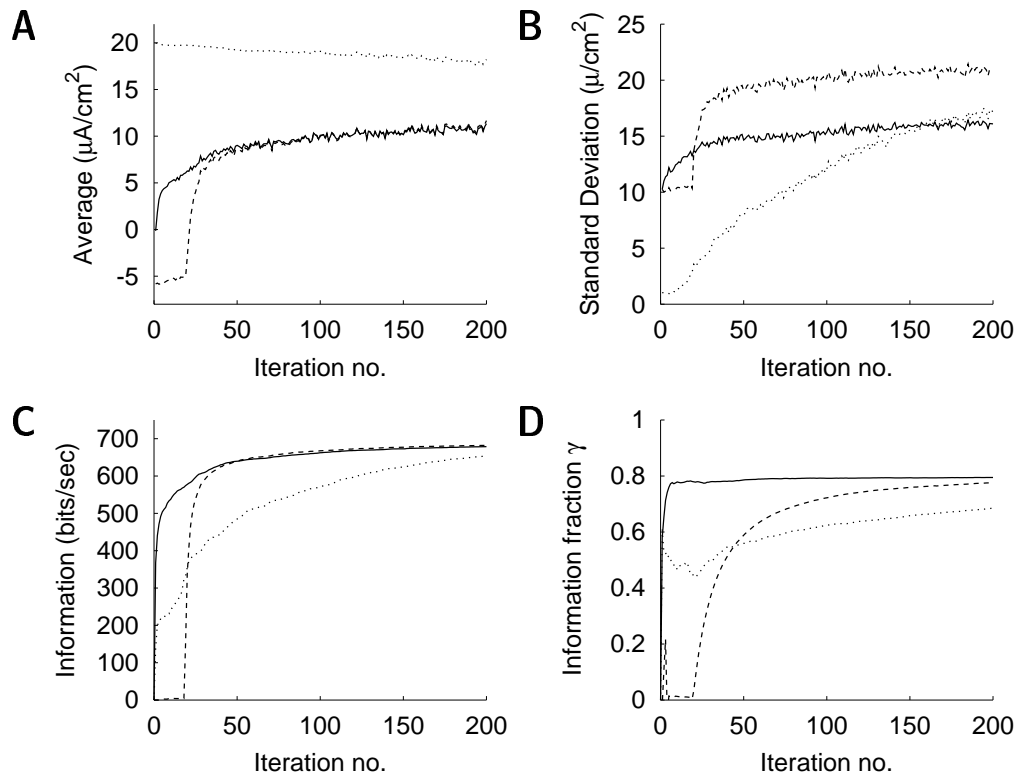 A
Average (µA/cm2)
20
15
10
5
0
-5
0 50 100 150 200
Iteration no.
B
Standard Deviation (µ/cm2)
25
20
15
10
5
0
0 50 100 150 200
Iteration no.
C
Information (bits/sec)
700
600
500
400
300
200
100
0
0 50 100 150 200
Iteration no.
D
Information fraction γ
1
0.8
0.6
0.4
0.2
0
0 50 100 150 200
Iteration no.